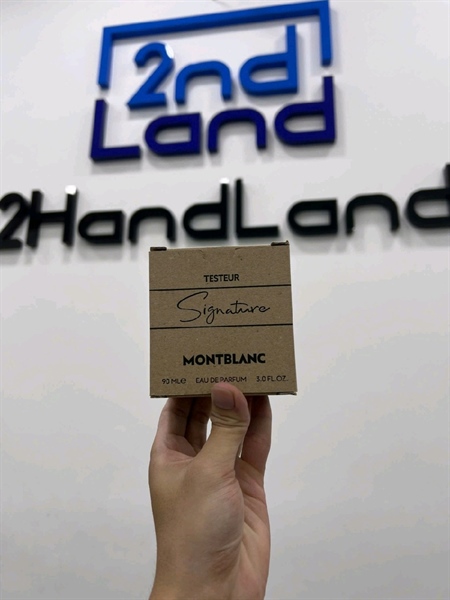 2nd
Land
2HandLand
TESTEUR
Signature
MONTBLANC
90 ML℮ EAU DE PARFUM 3.0 FL.OZ.